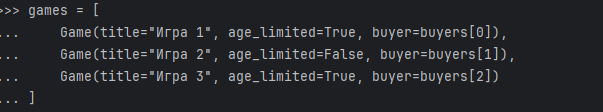 >>> games = [
...     Game(title="Игра 1", age_limited=True, buyer=buyers[0]),
...     Game(title="Игра 2", age_limited=False, buyer=buyers[1]),
...     Game(title="Игра 3", age_limited=True, buyer=buyers[2])
... ]